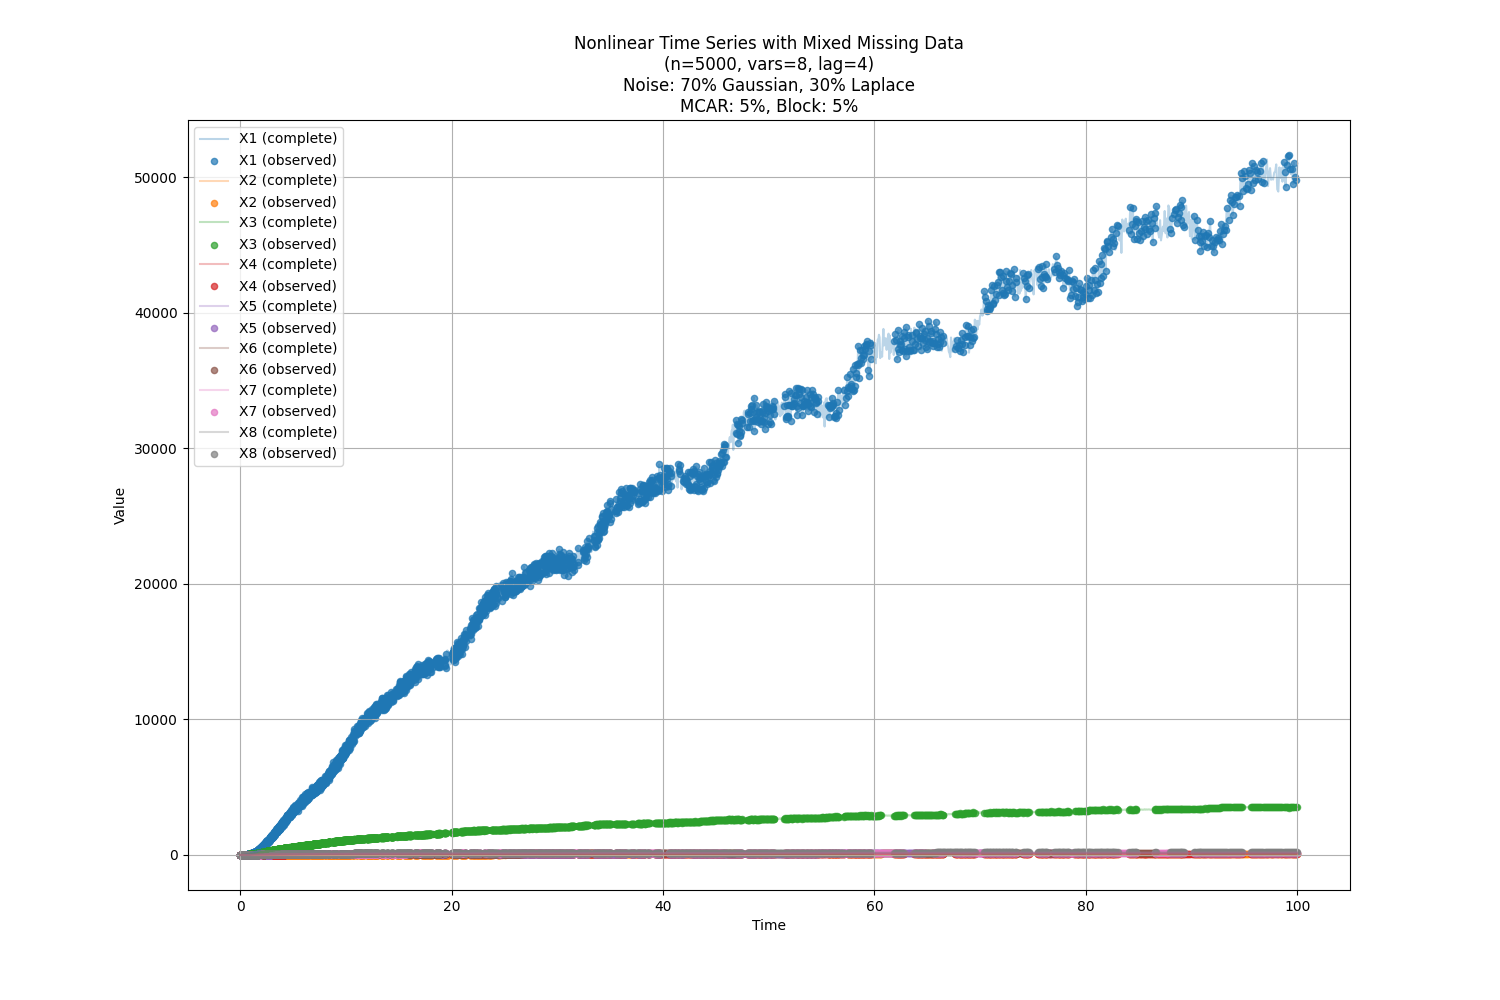 Nonlinear Time Series with Mixed Missing Data
(n=5000, vars=8, lag=4)
Noise: 70% Gaussian, 30% Laplace
MCAR: 5%, Block: 5%
X1 (complete)
X1 (observed)
X2 (complete)
X2 (observed)
X3 (complete)
X3 (observed)
X4 (complete)
X4 (observed)
X5 (complete)
X5 (observed)
X6 (complete)
X6 (observed)
X7 (complete)
X7 (observed)
X8 (complete)
X8 (observed)
50000
40000
30000
20000
10000
0
Value
0 20 40 60 80 100
Time